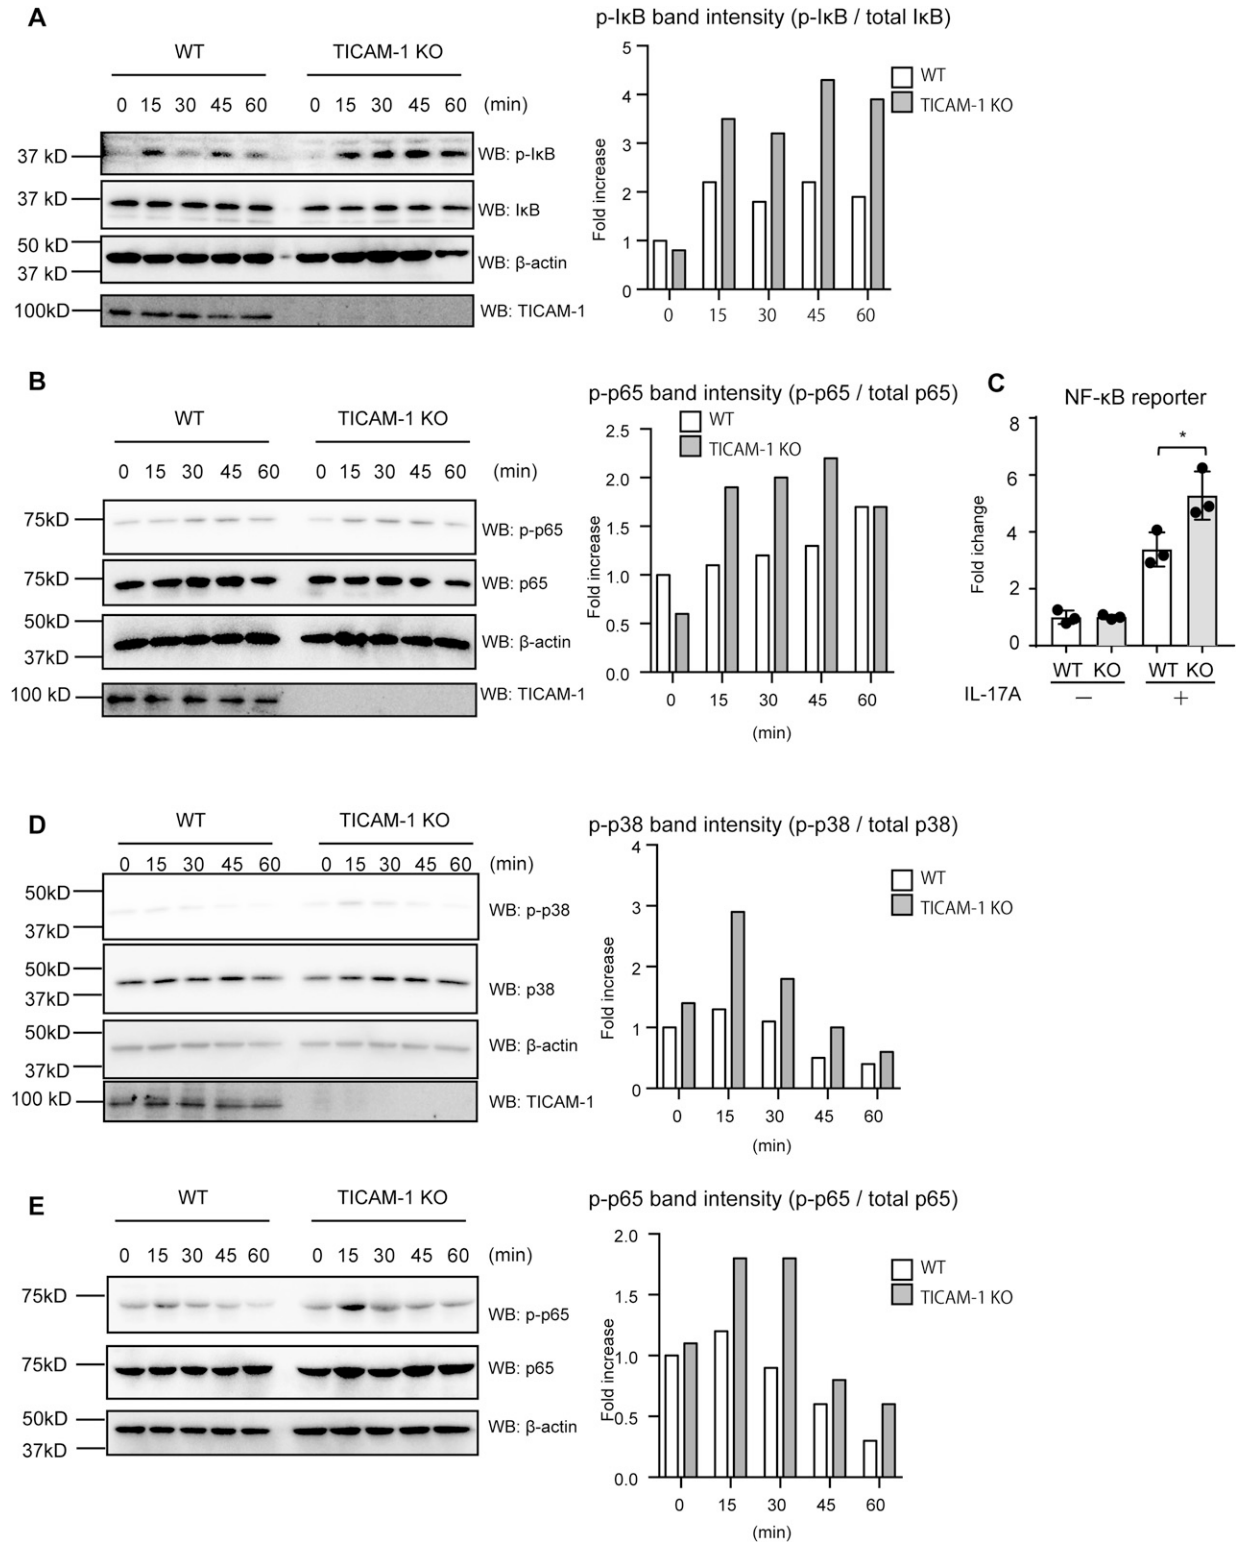 A
WT TICAM-1 KO
0 15 30 45 60 0 15 30 45 60 (min)
37 kD WB: p-IκB
37 kD WB: IκB
50 kD
37 kD WB: β-actin
100kD WB: TICAM-1
p-IκB band intensity (p-IκB / total IκB)
WT
TICAM-1 KO
Fold increase
5
4
3
2
1
0
0 15 30 45 60
B
WT TICAM-1 KO
0 15 30 45 60 0 15 30 45 60 (min)
75kD WB: p-p65
75kD WB: p65
50kD
37kD WB: β-actin
100 kD WB: TICAM-1
p-p65 band intensity (p-p65 / total p65)
WT
TICAM-1 KO
Fold increase
2.5
2.0
1.5
1.0
0.5
0.0
0 15 30 45 60
(min)
C
NF-κB reporter
Fold ichange
8
6
4
2
0
*
WT KO WT KO
IL-17A — +
D
WT TICAM-1 KO
0 15 30 45 60 0 15 30 45 60 (min)
50kD
37kD WB: p-p38
50kD
37kD WB: p38
50kD
37kD WB: β-actin
100 kD WB: TICAM-1
p-p38 band intensity (p-p38 / total p38)
WT
TICAM-1 KO
Fold increase
4
3
2
1
0
0 15 30 45 60
(min)
E
WT TICAM-1 KO
0 15 30 45 60 0 15 30 45 60 (min)
75kD WB: p-p65
75kD WB: p65
50kD
37kD WB: β-actin
p-p65 band intensity (p-p65 / total p65)
WT
TICAM-1 KO
Fold increase
2.0
1.5
1.0
0.5
0.0
0 15 30 45 60
(min)